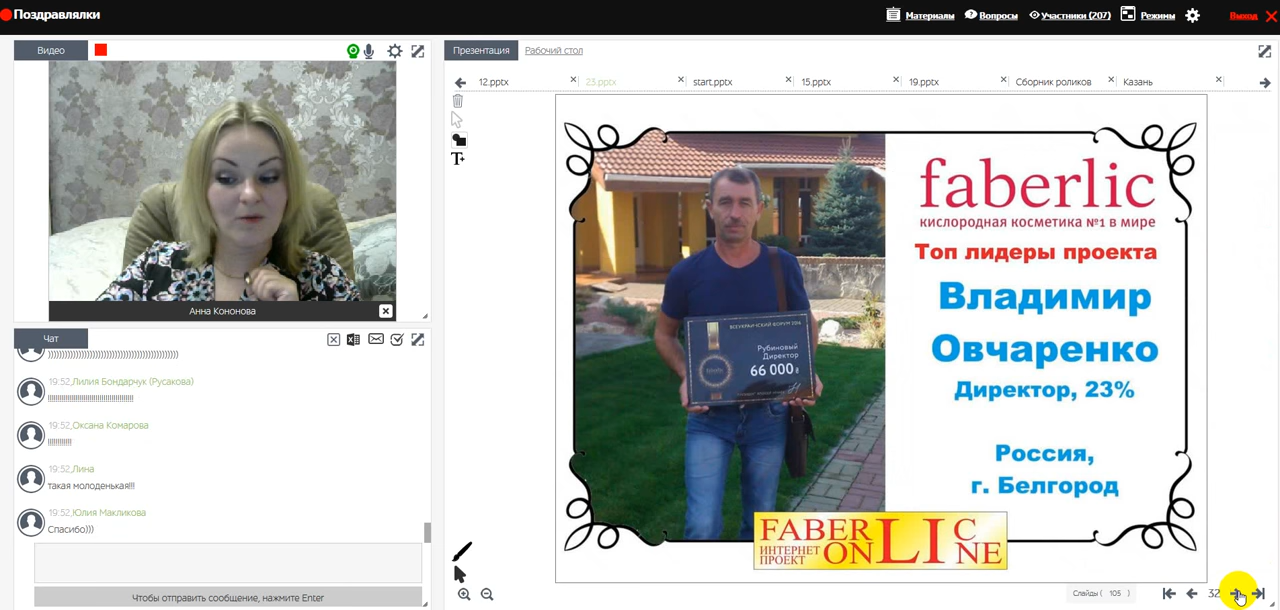 Поздравлялки
Материалы
Вопросы
Участники (207)
Режимы
Выход
Видео
Анна Кононова
Чат
))))))))))))))))))))))))))))))))))))))))))))))))
19:52,Лилия Бондарчук (Русакова)
!!!!!!!!!!!!!!!!!!!!!!!!!!!!!!!!!!!!!!!!
19:52,Оксана Комарова
!!!!!!!!!!!
19:52,Лина
такая молоденькая!!!
19:52,Юлия Макликова
Спасибо)))
Чтобы отправить сообщение, нажмите Enter
Презентация
Рабочий стол
12.pptx
23.pptx
start.pptx
15.pptx
19.pptx
Сборник роликов
Казань
faberlic
кислородная косметика №1 в мире
Топ лидеры проекта
Владимир
Овчаренко
Директор, 23%
Россия,
г. Белгород
ВСЕУКРАИНСКИЙ ФОРУМ 2016
Рубиновый
Директор
66 000₴
FABERLIC
ИНТЕРНЕТ
ПРОЕКТ
ONLINE
Слайды ( 105 )
32